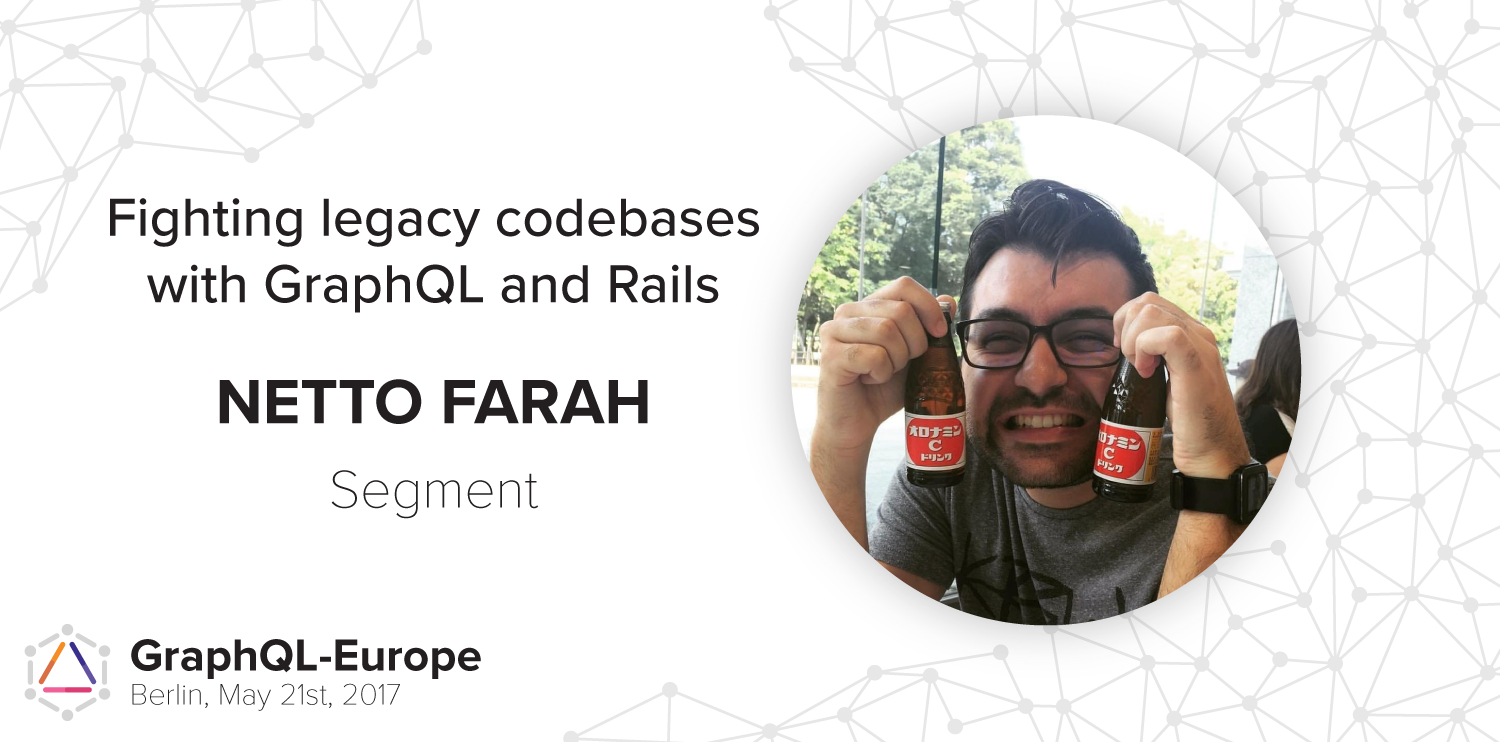 Fighting legacy codebases
with GraphQL and Rails
NETTO FARAH
Segment
オロナミン
C
ドリンク
ロナミン
C
ドリンク
GraphQL-Europe
Berlin, May 21st, 2017